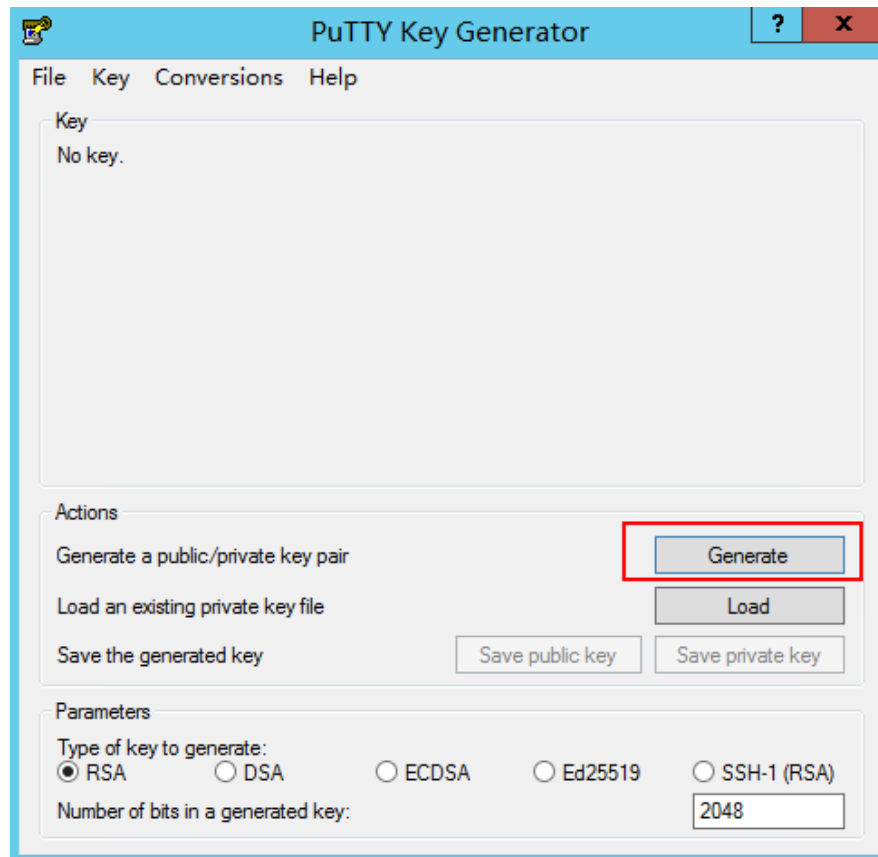 PuTTY Key Generator
? x
File Key Conversions Help
Key
No key.
Actions
Generate a public/private key pair Generate
Load an existing private key file Load
Save the generated key Save public key Save private key
Parameters
Type of key to generate:
RSA DSA ECDSA Ed25519 SSH-1 (RSA)
Number of bits in a generated key: 2048